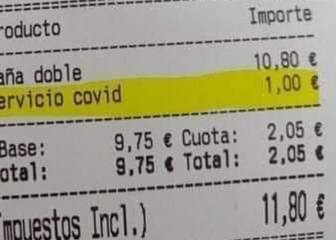 roducto Importe
aña doble 10,80 €
ervicio covid 1,00 €
Base: 9,75 € Cuota: 2,05 €
otal: 9,75 € Total: 2,05 €
Impuestos Incl.) 11,80 €